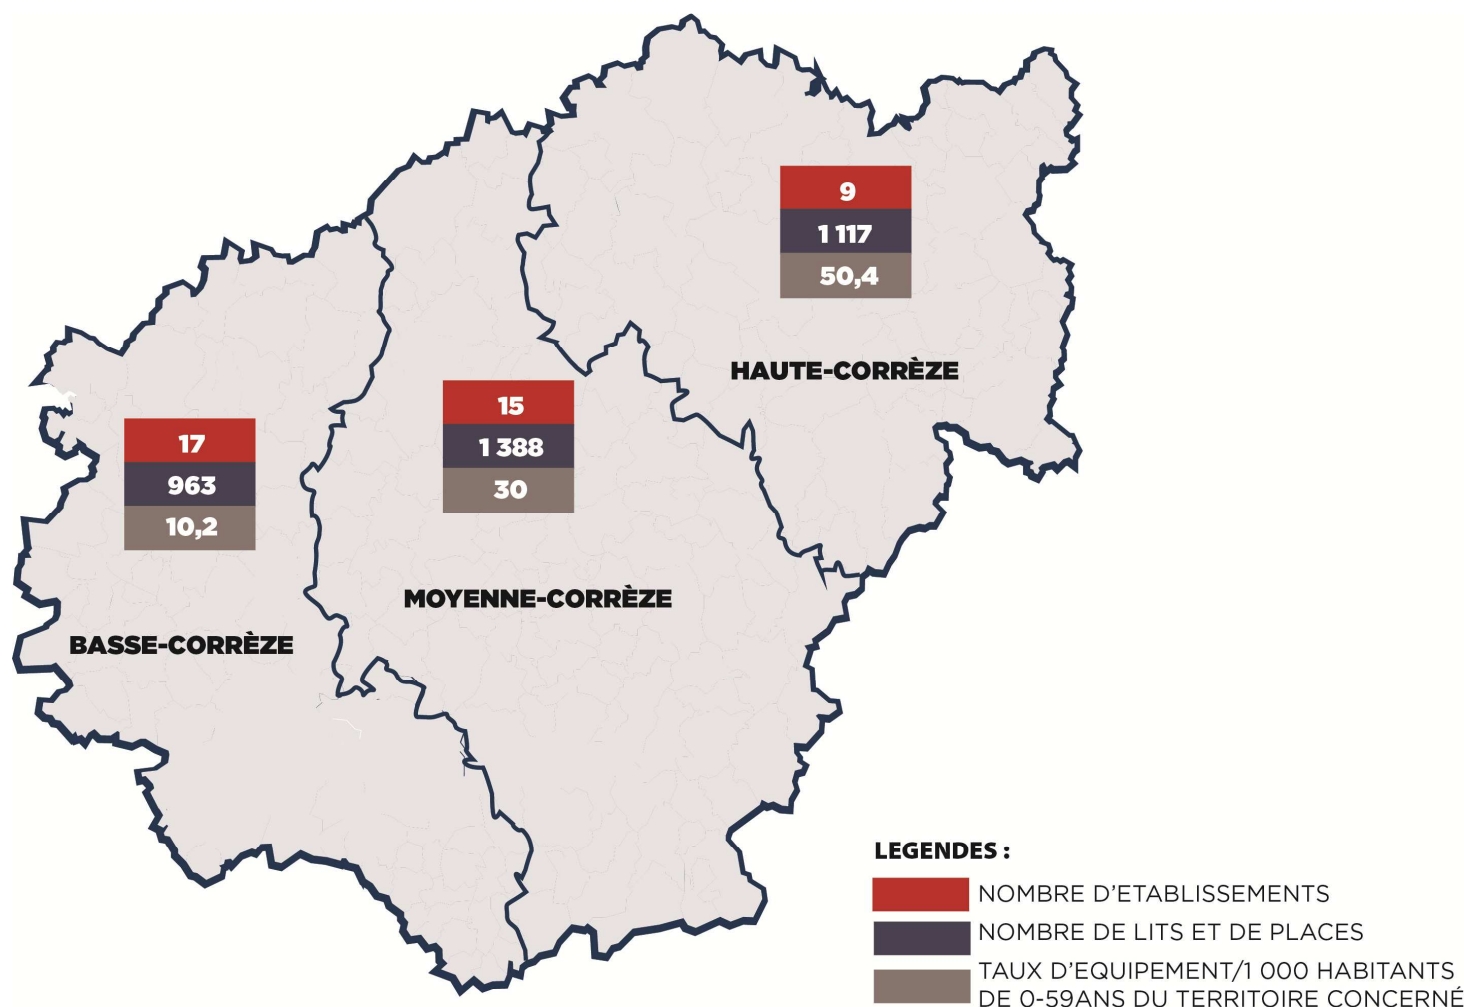 9
1 117
50,4
HAUTE-CORRÈZE
15
1 388
30
MOYENNE-CORRÈZE
17
963
10,2
BASSE-CORRÈZE
LEGENDES :
NOMBRE D'ETABLISSEMENTS
NOMBRE DE LITS ET DE PLACES
TAUX D'EQUIPEMENT/1 000 HABITANTS
DE 0-59ANS DU TERRITOIRE CONCERNÉ